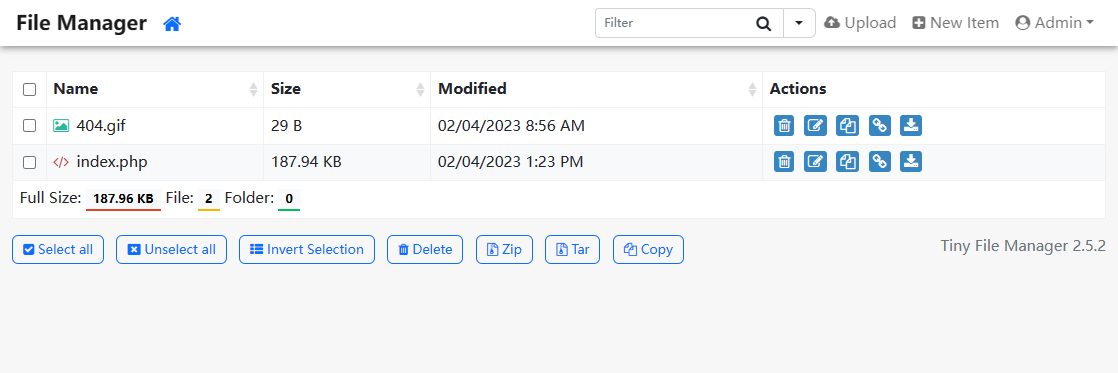 File Manager Filter Upload New Item Admin
Name Size Modified Actions
404.gif 29 B 02/04/2023 8:56 AM
index.php 187.94 KB 02/04/2023 1:23 PM
Full Size: 187.96 KB File: 2 Folder: 0
Select all Unselect all Invert Selection Delete Zip Tar Copy Tiny File Manager 2.5.2